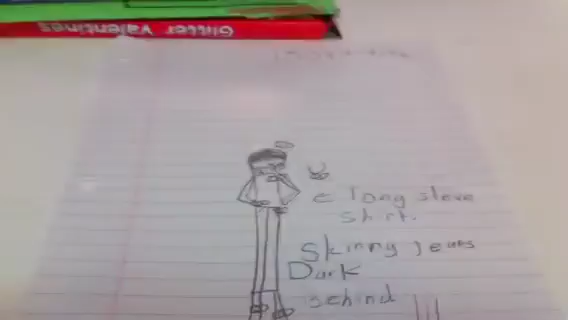 Glitter Valentines
long sleve
shirt.
Skinny jeans
Dark
behind